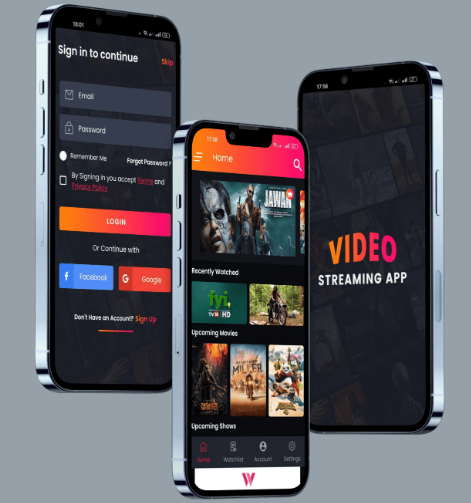 18:01
Sign in to continue
Skip
Email
Password
Remember Me
Forgot Password ?
By Signing in you accept Terms and
Privacy Policy
LOGIN
Or Continue with
f Facebook
G Google
Don't Have an Account? Sign Up
Home
JAWAN
Recently Watched
fyi,
TV18 HD
Upcoming Movies
MILLER
Upcoming Shows
Home
Watchlist
Account
Settings
W
17:56
VIDEO
STREAMING APP